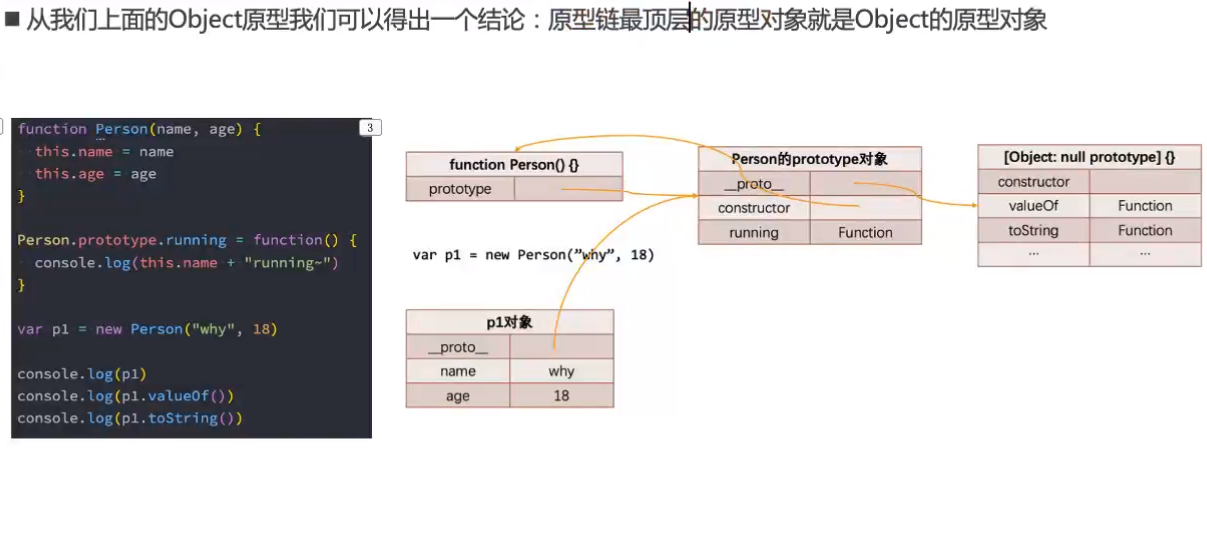 ■ 从我们上面的Object原型我们可以得出一个结论：原型链最顶层的原型对象就是Object的原型对象
function Person(name, age) {
this.name = name
this.age = age
}
Person.prototype.running = function() {
console.log(this.name + "running~")
}
var p1 = new Person("why", 18)
console.log(p1)
console.log(p1.valueOf())
console.log(p1.toString())
3
function Person() {}
prototype
var p1 = new Person(”why”, 18)
p1对象
__proto__
name why
age 18
Person的prototype对象
__proto__
constructor
running Function
[Object: null prototype] {}
constructor
valueOf Function
toString Function
... ...